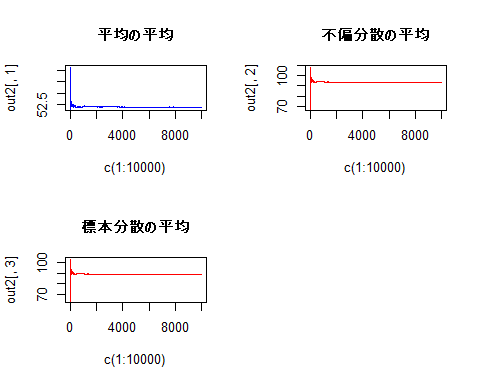 平均の平均
out2[, 1]
52.5
0 4000 8000
c(1:10000)
不偏分散の平均
out2[, 2]
70 100
0 4000 8000
c(1:10000)
標本分散の平均
out2[, 3]
70 100
0 4000 8000
c(1:10000)